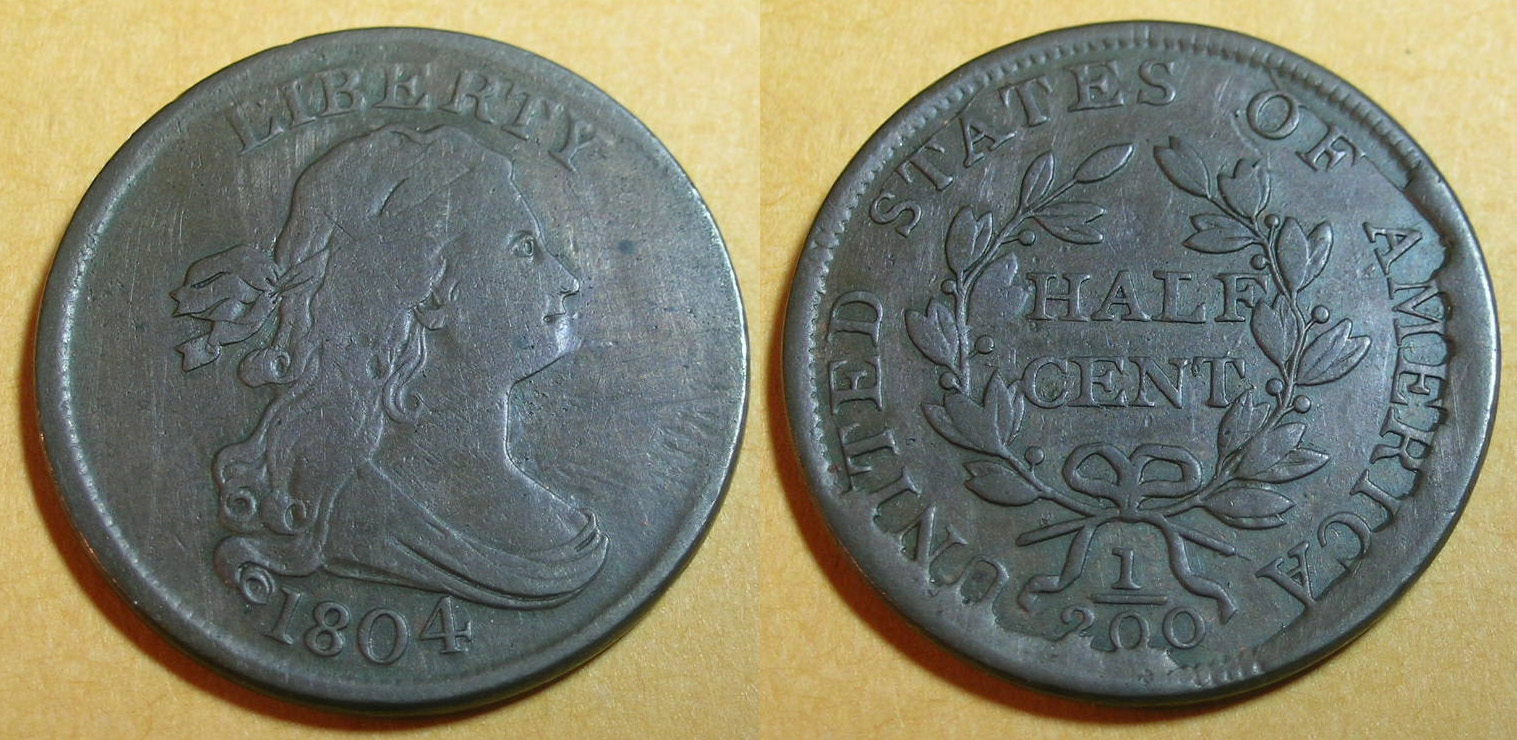 LIBERTY
1804
UNITED STATES OF AMERICA
HALF
CENT
1
200